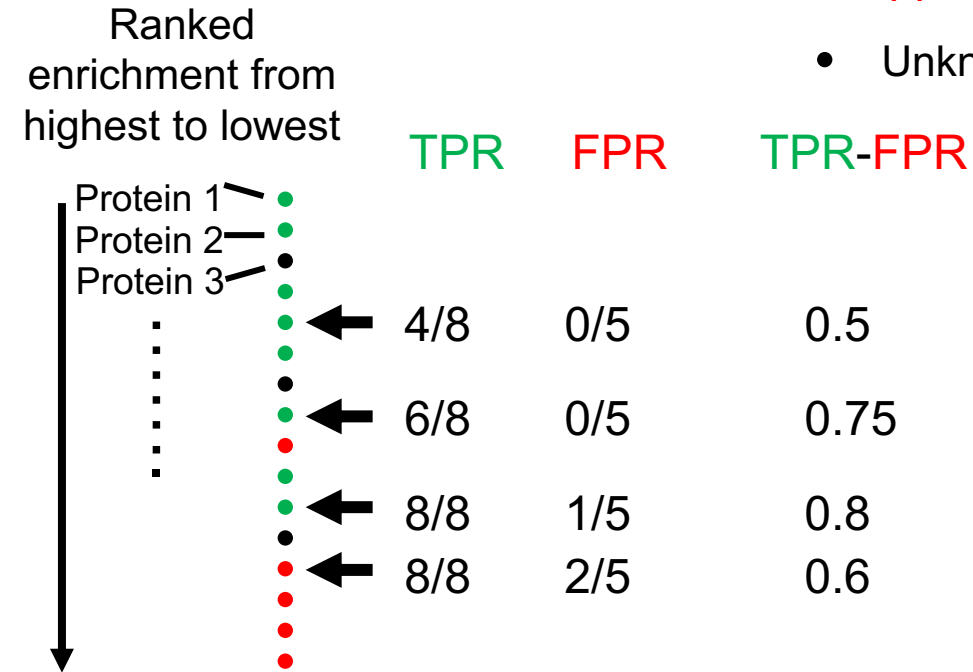 Ranked
enrichment from
highest to lowest
TPR FPR TPR-FPR
Protein 1
Protein 2
Protein 3
4/8 0/5 0.5
6/8 0/5 0.75
8/8 1/5 0.8
8/8 2/5 0.6